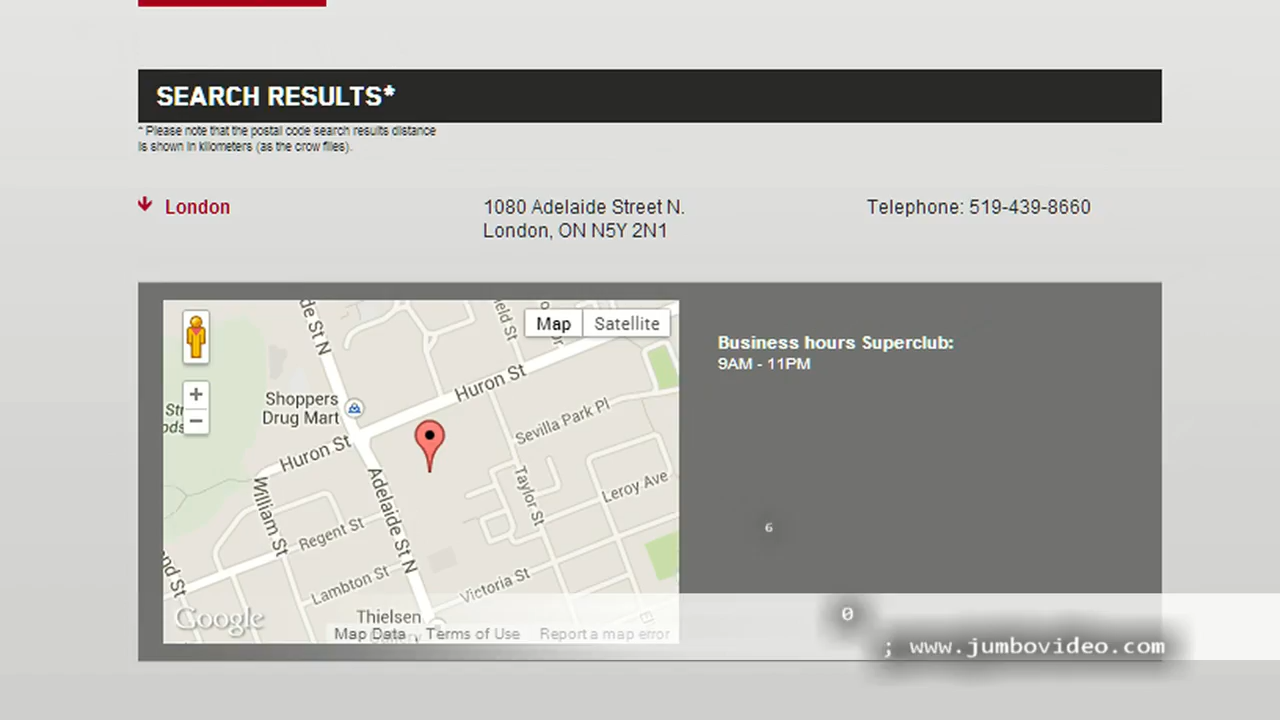 SEARCH RESULTS*
* Please note that the postal code search results distance
is shown in kilometers (as the crow flies).
London
1080 Adelaide Street N.
London, ON N5Y 2N1
Telephone: 519-439-8660
Map
Satellite
Huron St
Shoppers
Drug Mart
Sevilla Park Pl
Huron St
Adelaide St N
William St
Taylor St
Leroy Ave
Regent St
Lambton St
Victoria St
Thielsen
Google
Map Data
Terms of Use
Report a map error
Business hours Superclub:
9AM - 11PM
6
0
; www.jumbovideo.com